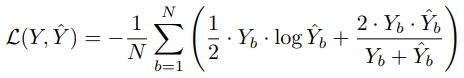 $\mathcal{L}(Y, \hat{Y}) = -\frac{1}{N} \sum_{b=1}^{N} \left( \frac{1}{2} \cdot Y_b \cdot \log \hat{Y}_b + \frac{2 \cdot Y_b \cdot \hat{Y}_b}{Y_b + \hat{Y}_b} \right)$